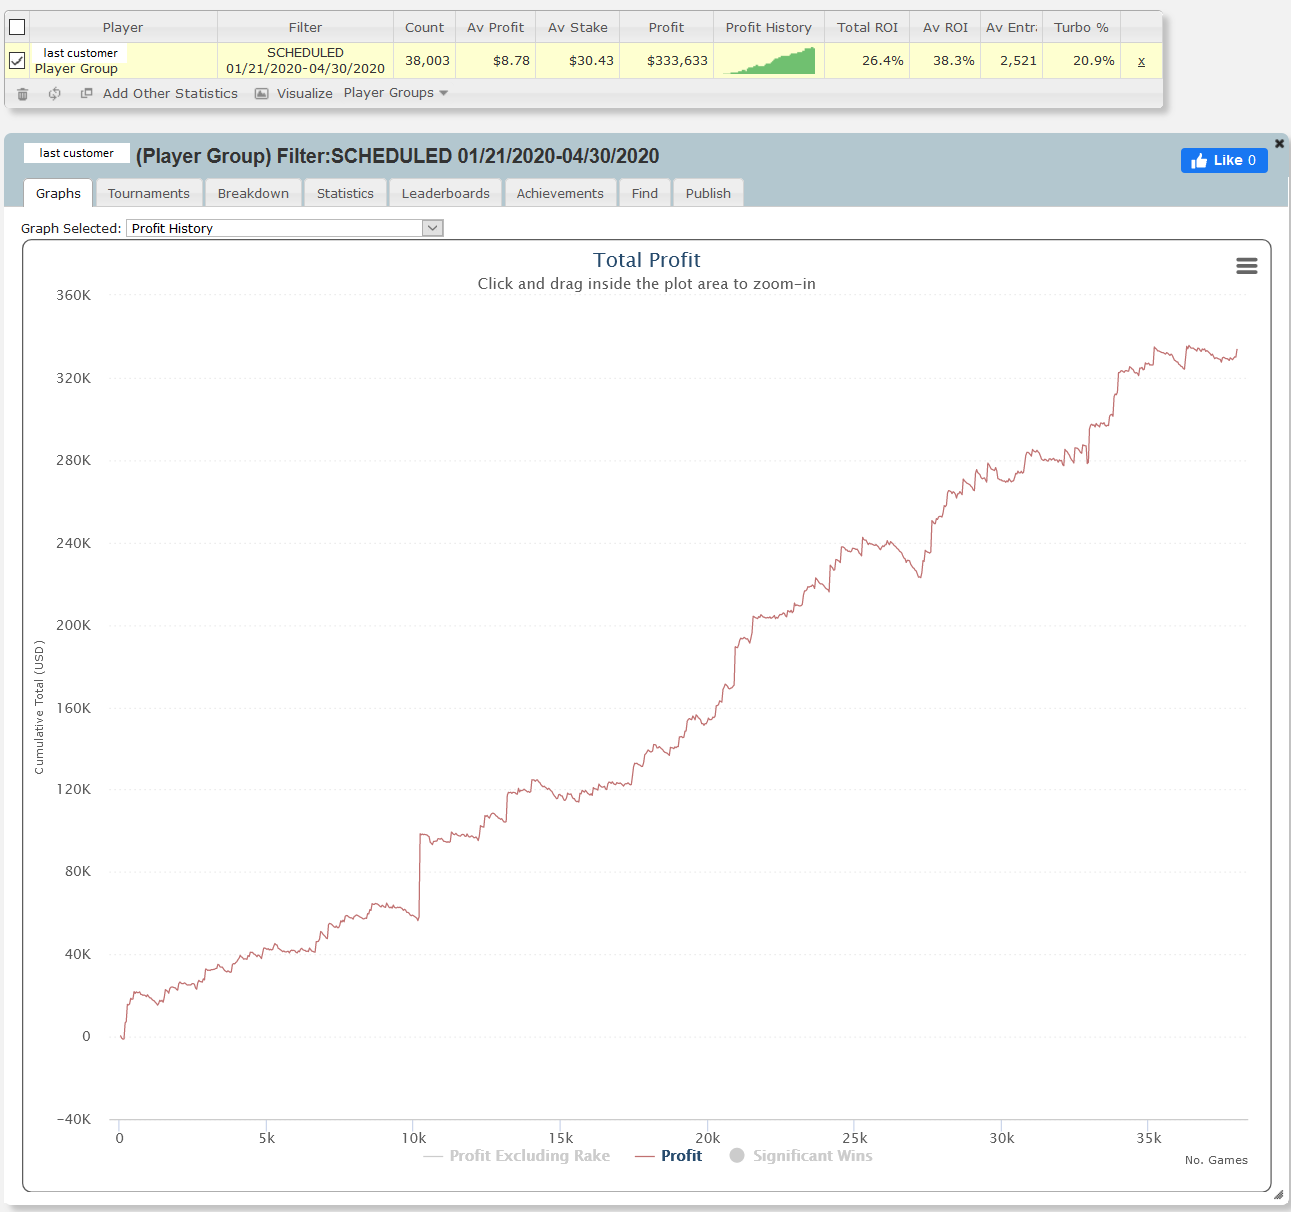 Player Filter Count Av Profit Av Stake Profit Profit History Total ROI Av ROI Av Entr Turbo %
last customer
Player Group
SCHEDULED
01/21/2020-04/30/2020
38,003 $8.78 $30.43 $333,633 26.4% 38.3% 2,521 20.9% x
Add Other Statistics Visualize Player Groups
last customer (Player Group) Filter:SCHEDULED 01/21/2020-04/30/2020
Like 0
Graphs Tournaments Breakdown Statistics Leaderboards Achievements Find Publish
Graph Selected: Profit History
Total Profit
Click and drag inside the plot area to zoom-in
360K
320K
280K
240K
200K
160K
120K
80K
40K
0
-40K
Cumulative Total (USD)
0 5k 10k 15k 20k 25k 30k 35k
No. Games
Profit Excluding Rake Profit Significant Wins